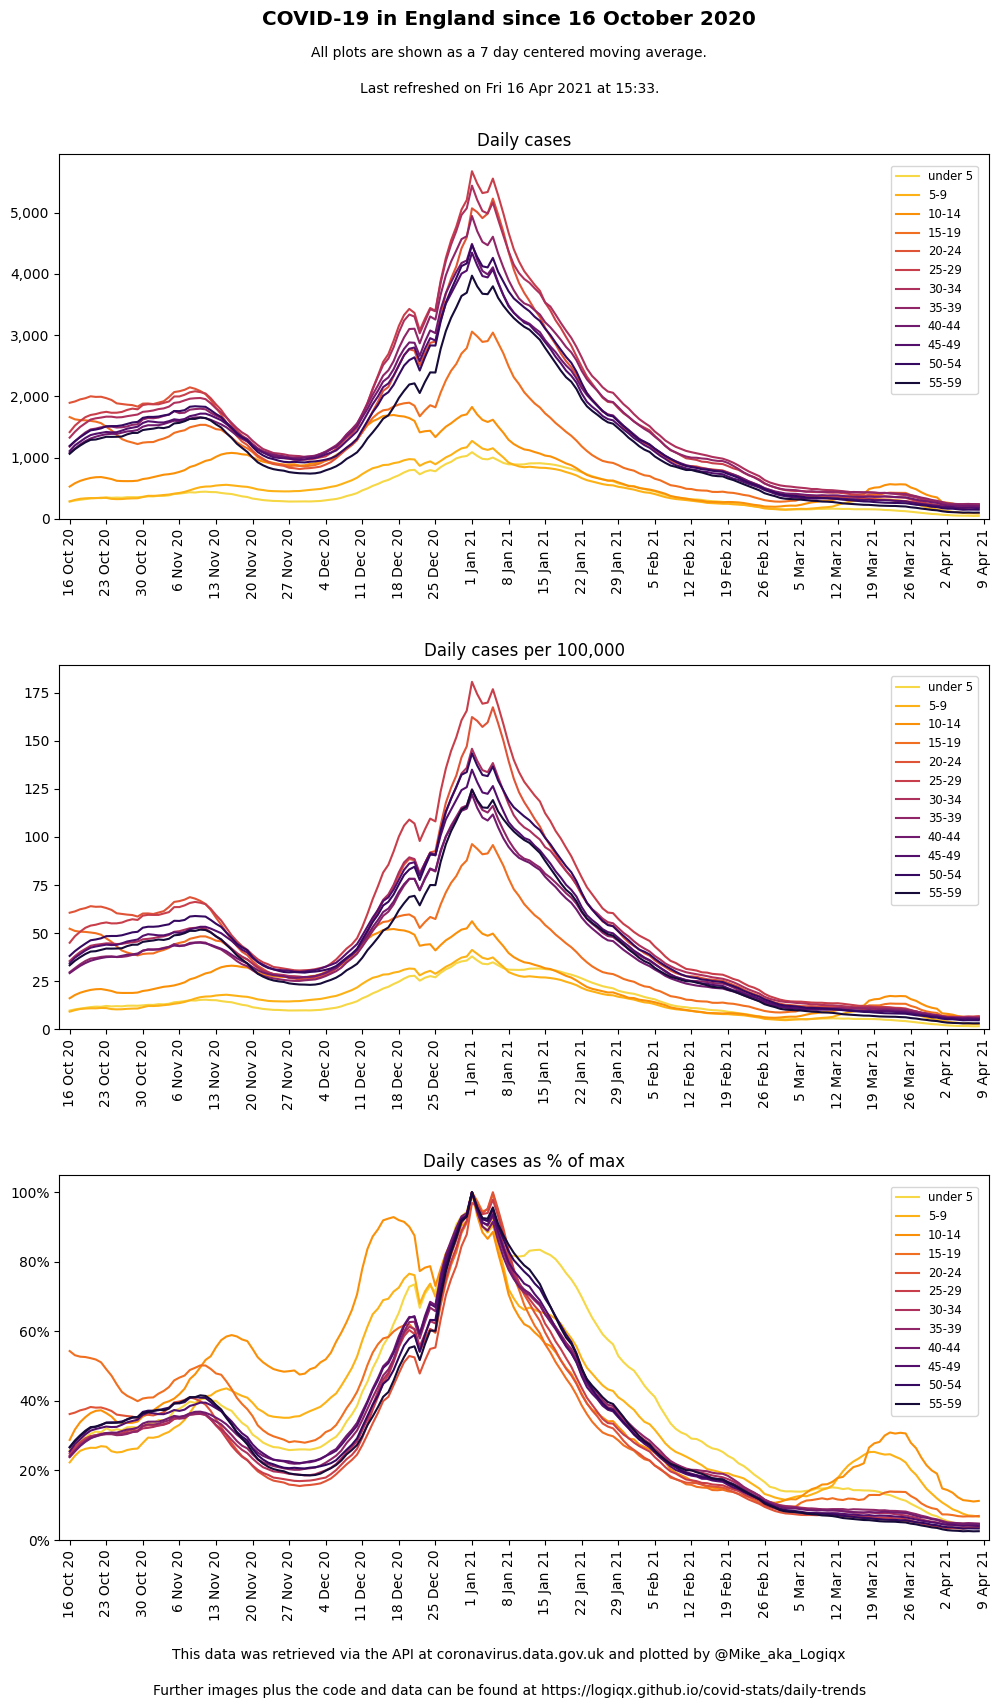 COVID-19 in England since 16 October 2020
All plots are shown as a 7 day centered moving average.
Last refreshed on Fri 16 Apr 2021 at 15:33.
Daily cases
5,000
4,000
3,000
2,000
1,000
0
under 5
5-9
10-14
15-19
20-24
25-29
30-34
35-39
40-44
45-49
50-54
55-59
16 Oct 20
23 Oct 20
30 Oct 20
6 Nov 20
13 Nov 20
20 Nov 20
27 Nov 20
4 Dec 20
11 Dec 20
18 Dec 20
25 Dec 20
1 Jan 21
8 Jan 21
15 Jan 21
22 Jan 21
29 Jan 21
5 Feb 21
12 Feb 21
19 Feb 21
26 Feb 21
5 Mar 21
12 Mar 21
19 Mar 21
26 Mar 21
2 Apr 21
9 Apr 21
Daily cases per 100,000
175
150
125
100
75
50
25
0
under 5
5-9
10-14
15-19
20-24
25-29
30-34
35-39
40-44
45-49
50-54
55-59
16 Oct 20
23 Oct 20
30 Oct 20
6 Nov 20
13 Nov 20
20 Nov 20
27 Nov 20
4 Dec 20
11 Dec 20
18 Dec 20
25 Dec 20
1 Jan 21
8 Jan 21
15 Jan 21
22 Jan 21
29 Jan 21
5 Feb 21
12 Feb 21
19 Feb 21
26 Feb 21
5 Mar 21
12 Mar 21
19 Mar 21
26 Mar 21
2 Apr 21
9 Apr 21
Daily cases as % of max
100%
80%
60%
40%
20%
0%
under 5
5-9
10-14
15-19
20-24
25-29
30-34
35-39
40-44
45-49
50-54
55-59
16 Oct 20
23 Oct 20
30 Oct 20
6 Nov 20
13 Nov 20
20 Nov 20
27 Nov 20
4 Dec 20
11 Dec 20
18 Dec 20
25 Dec 20
1 Jan 21
8 Jan 21
15 Jan 21
22 Jan 21
29 Jan 21
5 Feb 21
12 Feb 21
19 Feb 21
26 Feb 21
5 Mar 21
12 Mar 21
19 Mar 21
26 Mar 21
2 Apr 21
9 Apr 21
This data was retrieved via the API at coronavirus.data.gov.uk and plotted by @Mike_aka_Logiqx
Further images plus the code and data can be found at https://logiqx.github.io/covid-stats/daily-trends